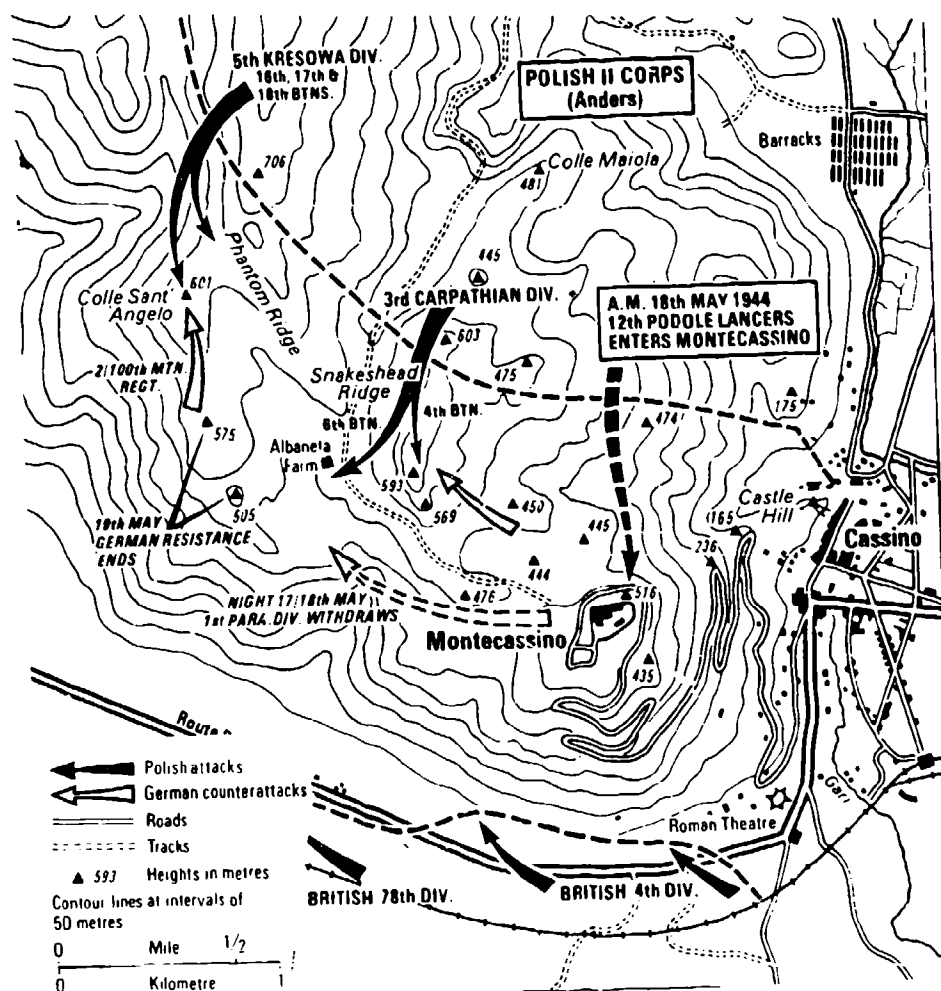 5th KRESOWA DIV.
16th, 17th &
18th BTNS.
POLISH II CORPS
(Anders)
Barracks
706
Colle Maiola
481
Phantom Ridge
445
3rd CARPATHIAN DIV.
A.M. 18th MAY 1944
12th PODOLE LANCERS
ENTERS MONTECASSINO
601
Colle Sant'
Angelo
603
475
2/100th MTN.
REGT.
Snakeshead
Ridge
6th BTN.
4th BTN.
474
175
575
Albaneta
Farm
593
569
450
445
505
19th MAY
GERMAN RESISTANCE
ENDS
Castle
Hill
165
Cassino
236
444
476
516
NIGHT 17/18th MAY
1st PARA. DIV. WITHDRAWS
Montecassino
435
Route
Polish attacks
German counterattacks
Roads
Tracks
593 Heights in metres
Contour lines at intervals of
50 metres
0 Mile 1/2
0 Kilometre 1
Gari
Roman Theatre
BRITISH 78th DIV.
BRITISH 4th DIV.